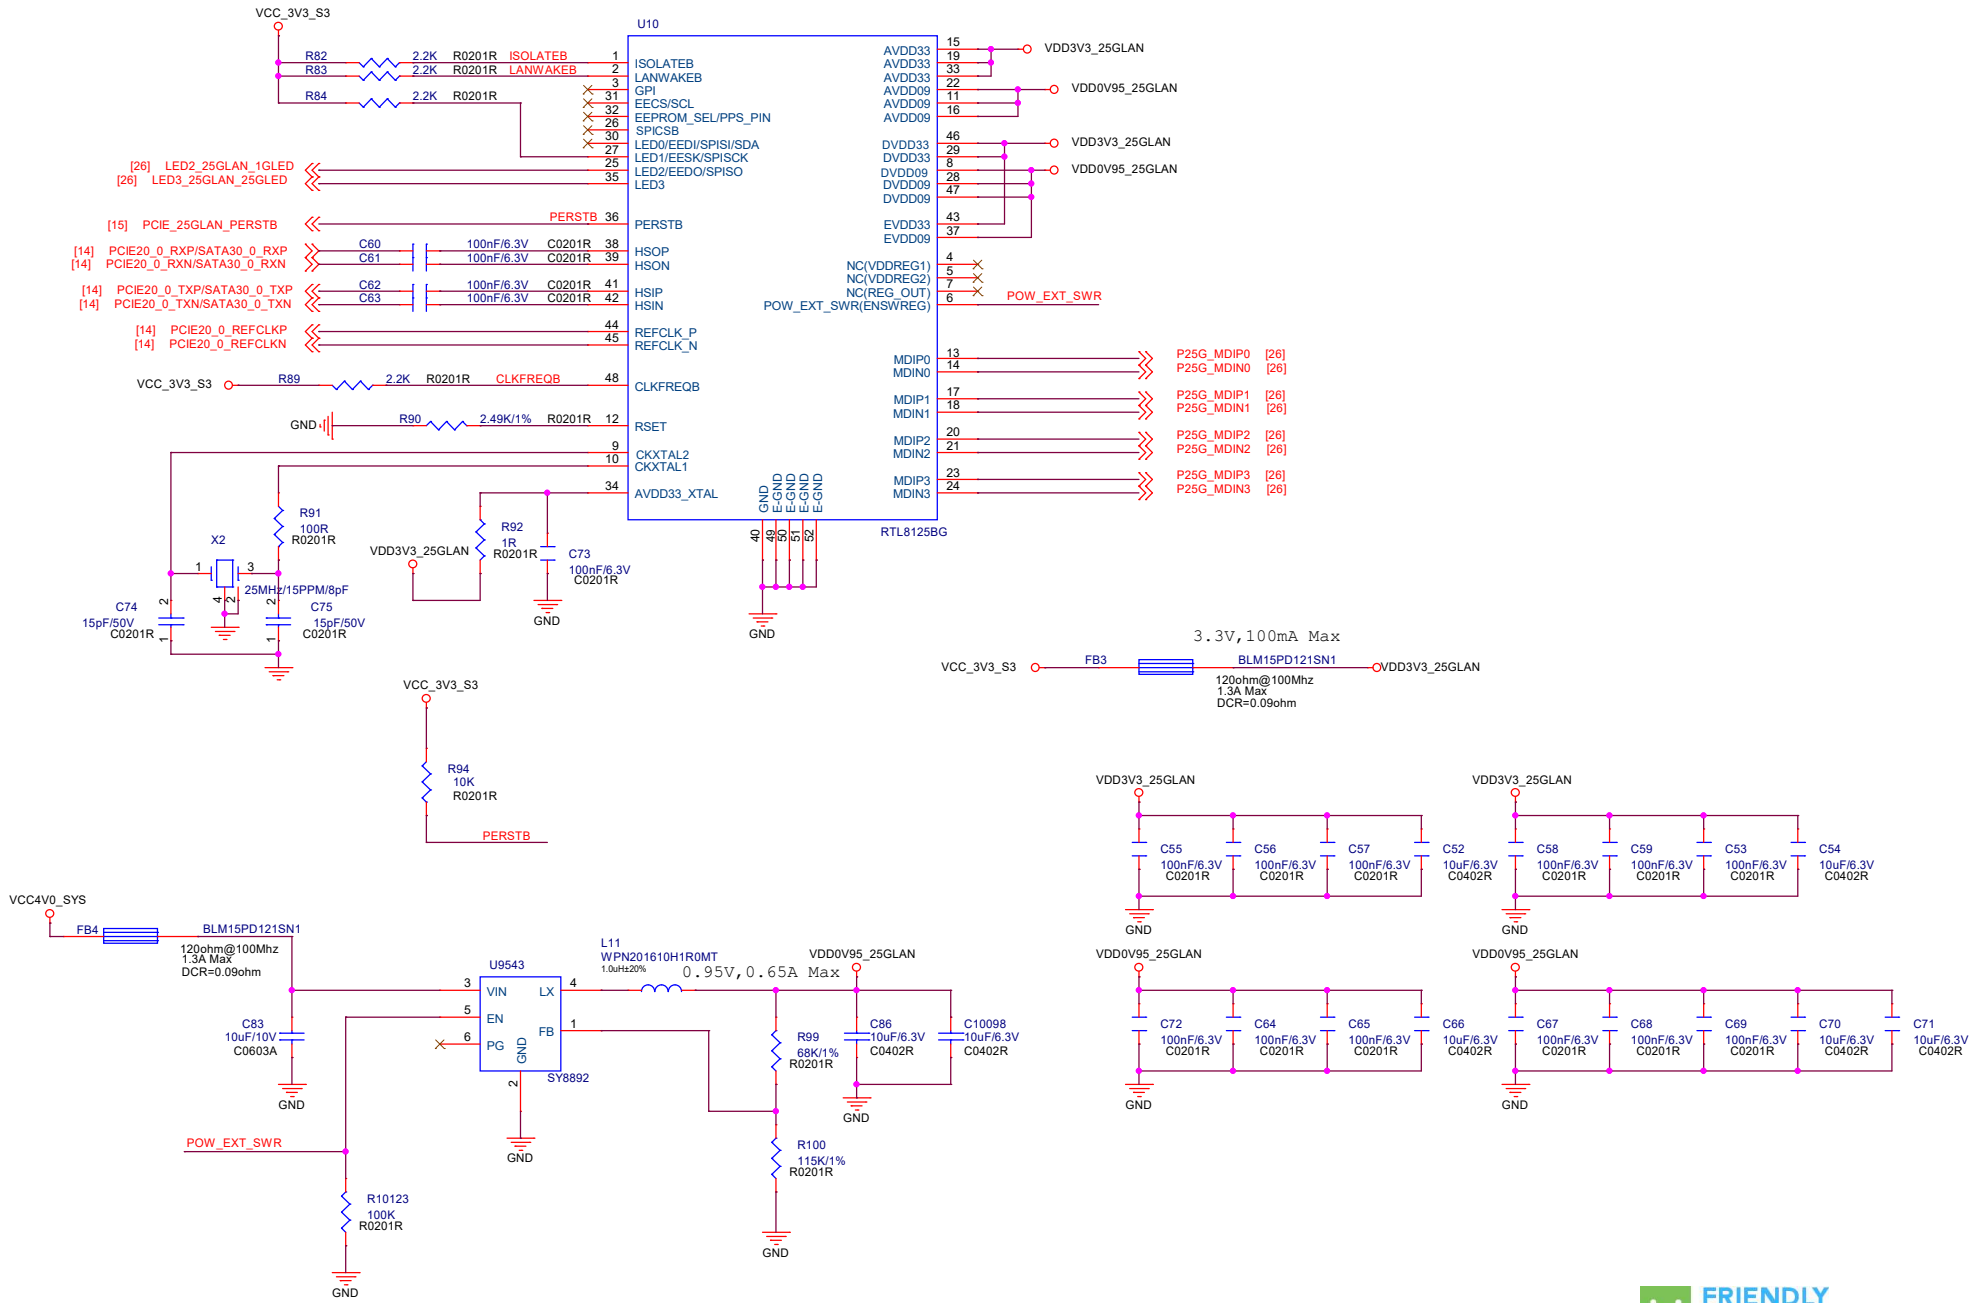 VCC_3V3_S3
U10
R82 2.2K R0201R ISOLATEB 1 ISOLATEB
R83 2.2K R0201R LANWAKEB 2 LANWAKEB
3 GPI
R84 2.2K R0201R 31 EECS/SCL
32 EEPROM_SEL/PPS_PIN
26 SPICSB
30 LED0/EEDI/SPISI/SDA
27 LED1/EESK/SPISCK
[26] LED2_25GLAN_1GLED 25 LED2/EEDO/SPISO
[26] LED3_25GLAN_25GLED 35 LED3
[15] PCIE_25GLAN_PERSTB PERSTB 36 PERSTB
[14] PCIE20_0_RXP/SATA30_0_RXP C60 100nF/6.3V C0201R 38 HSOP
[14] PCIE20_0_RXN/SATA30_0_RXN C61 100nF/6.3V C0201R 39 HSON
[14] PCIE20_0_TXP/SATA30_0_TXP C62 100nF/6.3V C0201R 41 HSIP
[14] PCIE20_0_TXN/SATA30_0_TXN C63 100nF/6.3V C0201R 42 HSIN
[14] PCIE20_0_REFCLKP 44 REFCLK_P
[14] PCIE20_0_REFCLKN 45 REFCLK_N
VCC_3V3_S3 R89 2.2K R0201R CLKFREQB 48 CLKFREQB
GND R90 2.49K/1% R0201R 12 RSET
9 CKXTAL2
10 CKXTAL1
34 AVDD33_XTAL
AVDD33 15 VDD3V3_25GLAN
AVDD33 19
AVDD33 33
AVDD09 22 VDD0V95_25GLAN
AVDD09 11
AVDD09 16
DVDD33 46 VDD3V3_25GLAN
DVDD33 29
DVDD09 8 VDD0V95_25GLAN
DVDD09 28
DVDD09 47
EVDD33 43
EVDD09 37
NC(VDDREG1) 4
NC(VDDREG2) 5
NC(REG_OUT) 7
POW_EXT_SWR(ENSWREG) 6 POW_EXT_SWR
MDIP0 13 P25G_MDIP0 [26]
MDIN0 14 P25G_MDIN0 [26]
MDIP1 17 P25G_MDIP1 [26]
MDIN1 18 P25G_MDIN1 [26]
MDIP2 20 P25G_MDIP2 [26]
MDIN2 21 P25G_MDIN2 [26]
MDIP3 23 P25G_MDIP3 [26]
MDIN3 24 P25G_MDIN3 [26]
GND E-GND E-GND E-GND E-GND
40 49 50 51 52
RTL8125BG
GND
R91
100R
R0201R
X2
1 3
4 2
25MHz/15PPM/8pF
C74
15pF/50V
C0201R
2
1
C75
15pF/50V
C0201R
2
1
VDD3V3_25GLAN
R92
1R
R0201R
C73
100nF/6.3V
C0201R
GND
3.3V,100mA Max
VCC_3V3_S3 FB3 BLM15PD121SN1 VDD3V3_25GLAN
120ohm@100Mhz
1.3A Max
DCR=0.09ohm
VCC_3V3_S3
R94
10K
R0201R
PERSTB
VDD3V3_25GLAN
C55
100nF/6.3V
C0201R
C56
100nF/6.3V
C0201R
C57
100nF/6.3V
C0201R
C52
10uF/6.3V
C0402R
GND
VDD3V3_25GLAN
C58
100nF/6.3V
C0201R
C59
100nF/6.3V
C0201R
C53
100nF/6.3V
C0201R
C54
10uF/6.3V
C0402R
GND
VCC4V0_SYS
FB4 BLM15PD121SN1
120ohm@100Mhz
1.3A Max
DCR=0.09ohm
C83
10uF/10V
C0603A
GND
U9543
3 VIN
5 EN
6 PG
LX 4
FB 1
GND
2
SY8892
GND
L11
WPN201610H1R0MT
1.0uH±20%
0.95V,0.65A Max
VDD0V95_25GLAN
R99
68K/1%
R0201R
C86
10uF/6.3V
C0402R
C10098
10uF/6.3V
C0402R
GND
R100
115K/1%
R0201R
GND
POW_EXT_SWR
R10123
100K
R0201R
GND
VDD0V95_25GLAN
C72
100nF/6.3V
C0201R
C64
100nF/6.3V
C0201R
C65
100nF/6.3V
C0201R
C66
10uF/6.3V
C0402R
GND
VDD0V95_25GLAN
C67
100nF/6.3V
C0201R
C68
100nF/6.3V
C0201R
C69
100nF/6.3V
C0201R
C70
10uF/6.3V
C0402R
C71
10uF/6.3V
C0402R
GND
FRIENDLY